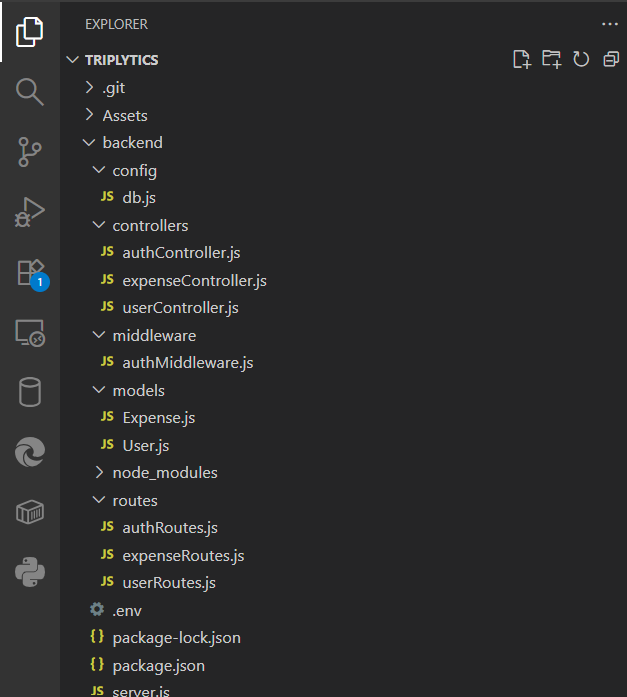 EXPLORER
TRIPLYTICS
.git
Assets
backend
config
JS db.js
controllers
JS authController.js
JS expenseController.js
JS userController.js
middleware
JS authMiddleware.js
models
JS Expense.js
JS User.js
node_modules
routes
JS authRoutes.js
JS expenseRoutes.js
JS userRoutes.js
.env
{} package-lock.json
{} package.json
JS server.js
1